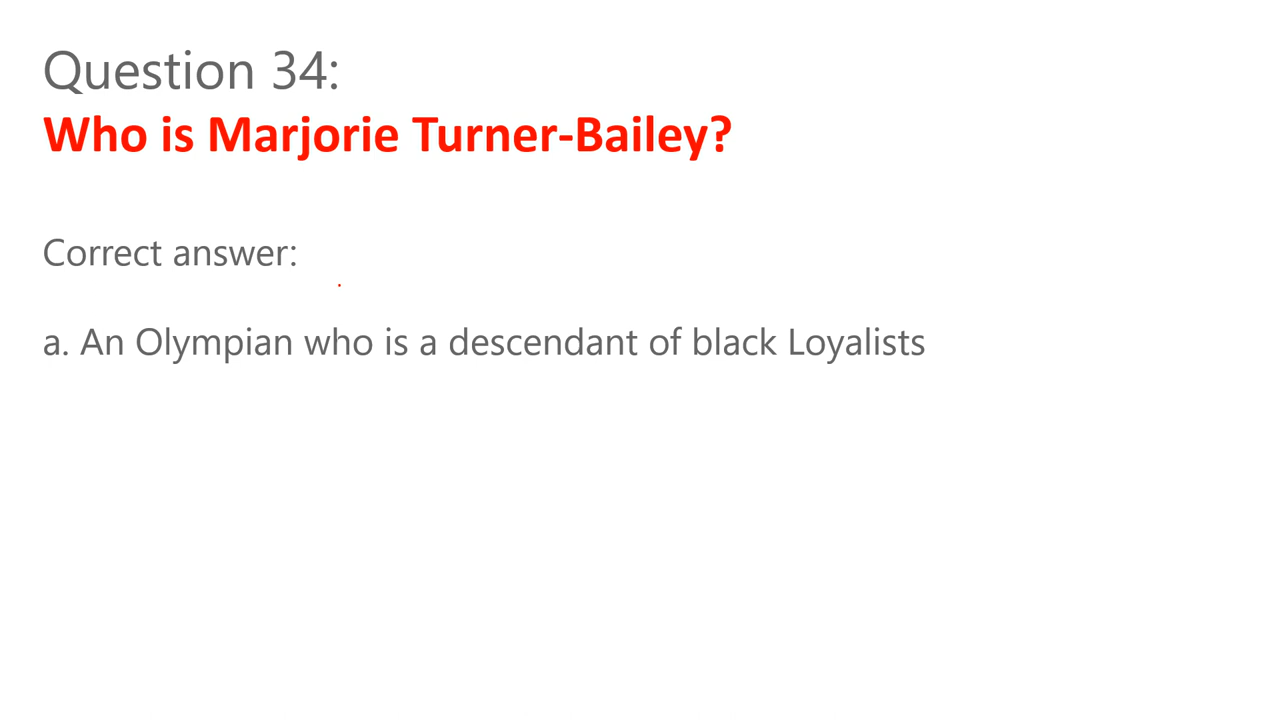 Question 34:
Who is Marjorie Turner-Bailey?
Correct answer:
a. An Olympian who is a descendant of black Loyalists